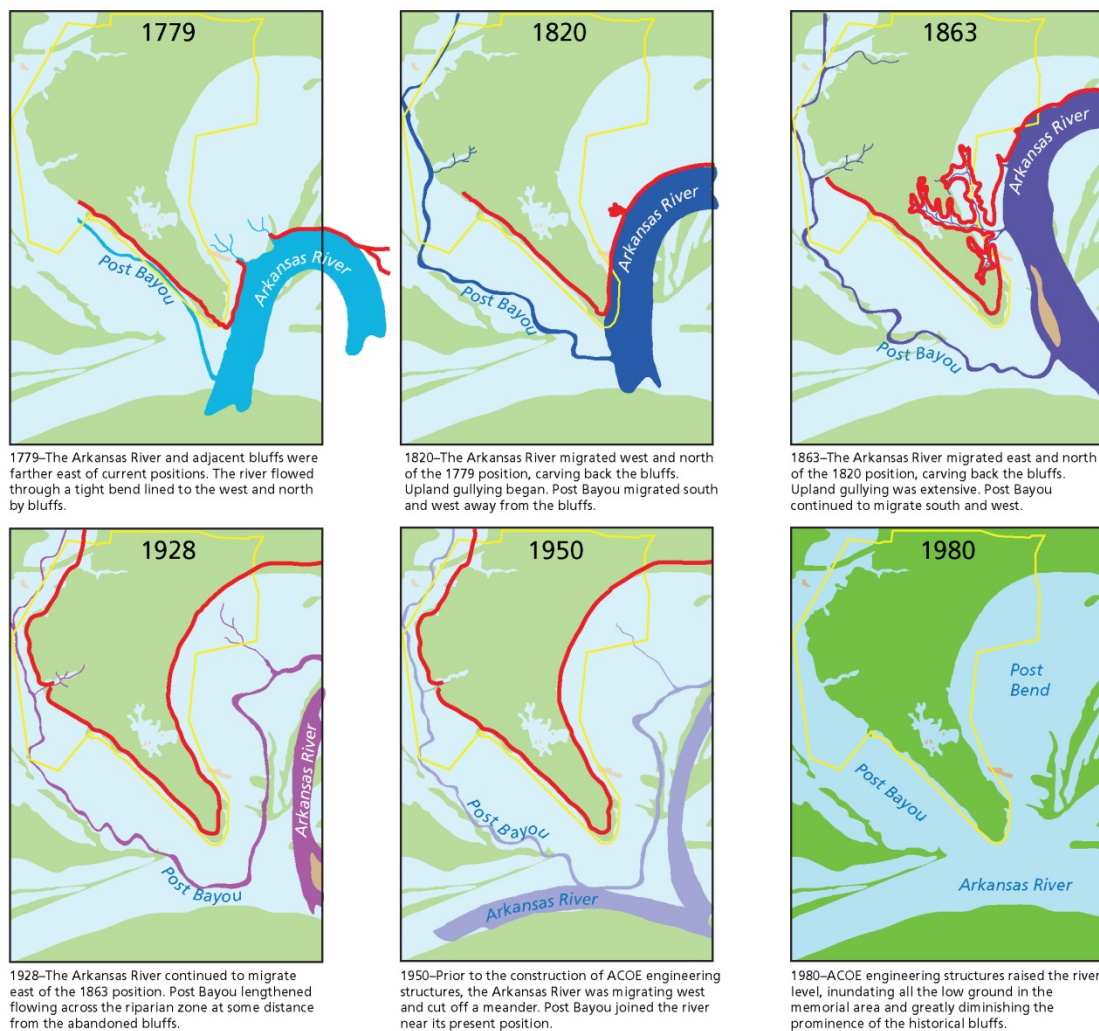 1779
Post Bayou
Arkansas River
1779–The Arkansas River and adjacent bluffs were
farther east of current positions. The river flowed
through a tight bend lined to the west and north
by bluffs.
1820
Post Bayou
Arkansas River
1820–The Arkansas River migrated west and north
of the 1779 position, carving back the bluffs.
Upland gullying began. Post Bayou migrated south
and west away from the bluffs.
1863
Arkansas River
Post Bayou
1863–The Arkansas River migrated east and north
of the 1820 position, carving back the bluffs.
Upland gullying was extensive. Post Bayou
continued to migrate south and west.
1928
Arkansas River
Post Bayou
1928–The Arkansas River continued to migrate
east of the 1863 position. Post Bayou lengthened
flowing across the riparian zone at some distance
from the abandoned bluffs.
1950
Post Bayou
Arkansas River
1950–Prior to the construction of ACOE engineering
structures, the Arkansas River was migrating west
and cut off a meander. Post Bayou joined the river
near its present position.
1980
Post
Bend
Post Bayou
Arkansas River
1980–ACOE engineering structures raised the river
level, inundating all the low ground in the
memorial area and greatly diminishing the
prominence of the historical bluffs.